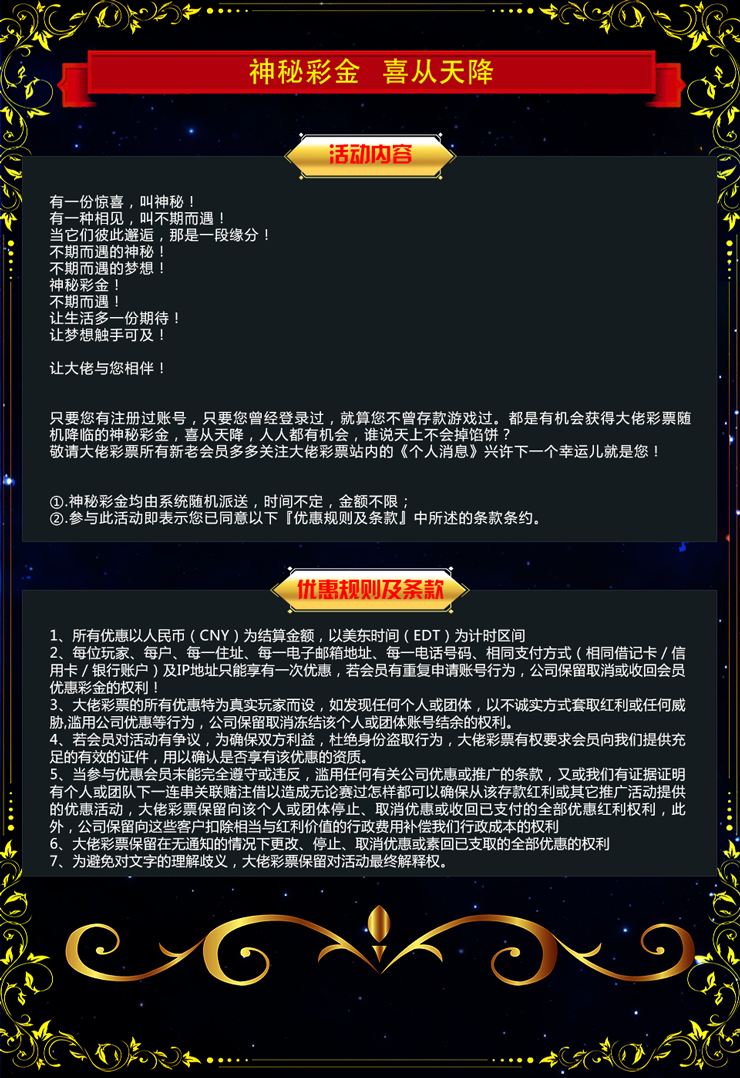 神秘彩金 喜从天降
活动内容
有一份惊喜，叫神秘！
有一种相见，叫不期而遇！
当它们彼此邂逅，那是一段缘分！
不期而遇的神秘！
不期而遇的梦想！
神秘彩金！
不期而遇！
让生活多一份期待！
让梦想触手可及！
让大佬与您相伴！
只要您有注册过账号，只要您曾经登录过，就算您不曾存款游戏过。都是有机会获得大佬彩票随
机降临的神秘彩金，喜从天降，人人都有机会，谁说天上不会掉馅饼？
敬请大佬彩票所有新老会员多多关注大佬彩票站内的《个人消息》兴许下一个幸运儿就是您！
①.神秘彩金均由系统随机派送，时间不定，金额不限；
②.参与此活动即表示您已同意以下『优惠规则及条款』中所述的条款条约。
优惠规则及条款
1、所有优惠以人民币（CNY）为结算金额，以美东时间（EDT）为计时区间
2、每位玩家、每户、每一住址、每一电子邮箱地址、每一电话号码、相同支付方式（相同借记卡/信
用卡/银行账户）及IP地址只能享有一次优惠，若会员有重复申请账号行为，公司保留取消或收回会员
优惠彩金的权利！
3、大佬彩票的所有优惠特为真实玩家而设，如发现任何个人或团体，以不诚实方式套取红利或任何威
胁,滥用公司优惠等行为，公司保留取消冻结该个人或团体账号结余的权利。
4、若会员对活动有争议，为确保双方利益，杜绝身份盗取行为，大佬彩票有权要求会员向我们提供充
足的有效的证件，用以确认是否享有该优惠的资质。
5、当参与优惠会员未能完全遵守或违反，滥用任何有关公司优惠或推广的条款，又或我们有证据证明
有个人或团队下一连串关联赌注借以造成无论赛过怎样都可以确保从该存款红利或其它推广活动提供
的优惠活动，大佬彩票保留向该个人或团体停止、取消优惠或收回已支付的全部优惠红利权利，此
外，公司保留向这些客户扣除相当与红利价值的行政费用补偿我们行政成本的权利
6、大佬彩票保留在无通知的情况下更改、停止、取消优惠或素回已支取的全部优惠的权利
7、为避免对文字的理解歧义，大佬彩票保留对活动最终解释权。